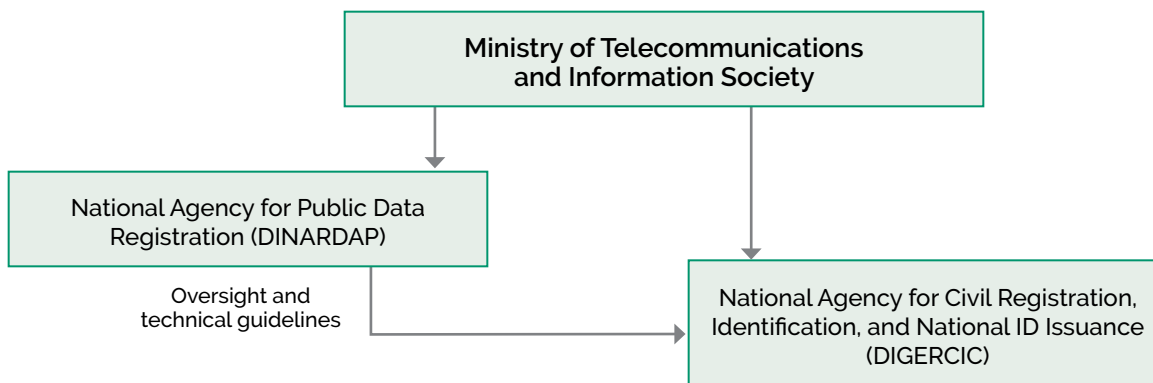 Ministry of Telecommunications
and Information Society
National Agency for Public Data
Registration (DINARDAP)
Oversight and
technical guidelines
National Agency for Civil Registration,
Identification, and National ID Issuance
(DIGERCIC)